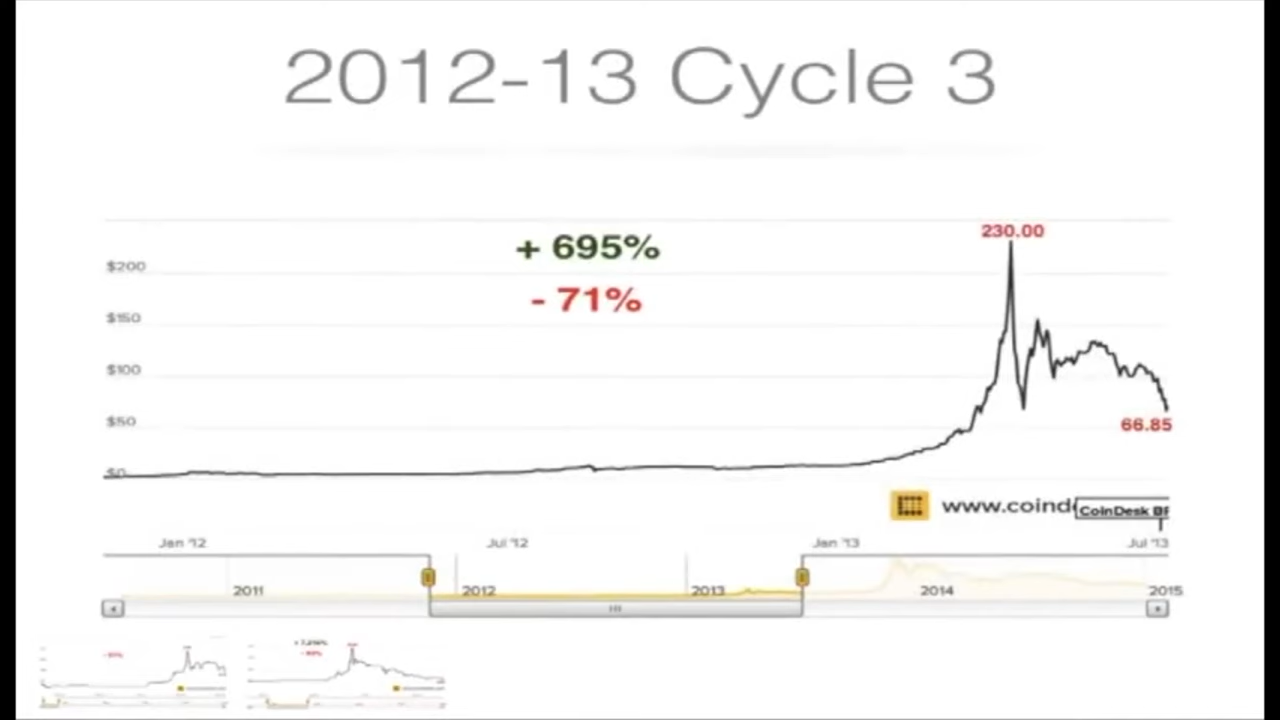 2012-13 Cycle 3
+ 695%
- 71%
230.00
$200
$150
$100
$50
66.85
$0
www.coind
CoinDesk BP
Jan '12 Jul '12 Jan '13 Jul '13
2011 2012 2013 2014 2015